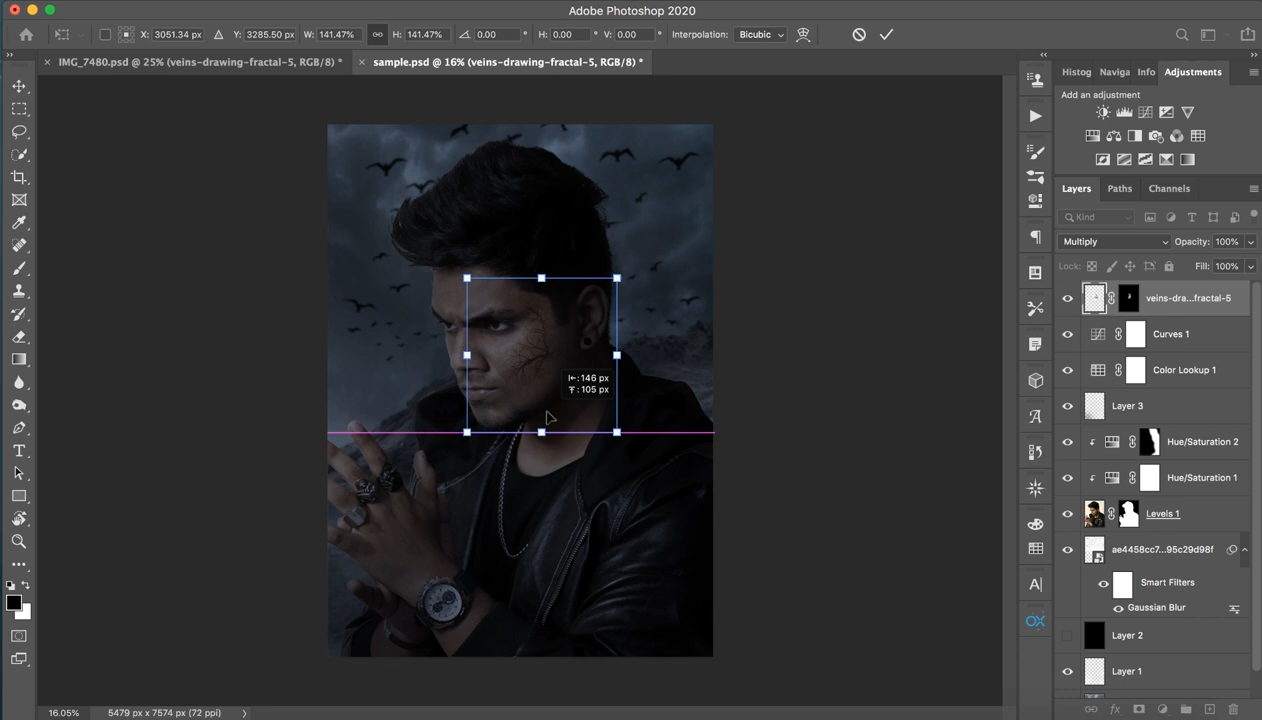 Adobe Photoshop 2020
X: 3051.34 px Y: 3285.50 px W: 141.47% H: 141.47% 0.00 ° H: 0.00 ° V: 0.00 ° Interpolation: Bicubic
× IMG_7480.psd @ 25% (veins-drawing-fractal-5, RGB/8) * × sample.psd @ 16% (veins-drawing-fractal-5, RGB/8) *
Histog Naviga Info Adjustments
Add an adjustment
Layers Paths Channels
Kind
Multiply Opacity: 100%
Lock: Fill: 100%
veins-dra...fractal-5
Curves 1
Color Lookup 1
Layer 3
Hue/Saturation 2
Hue/Saturation 1
Levels 1
ae4458cc7...95c29d98f
Smart Filters
Gaussian Blur
Layer 2
Layer 1
146 px
105 px
16.05% 5479 px x 7574 px (72 ppi)